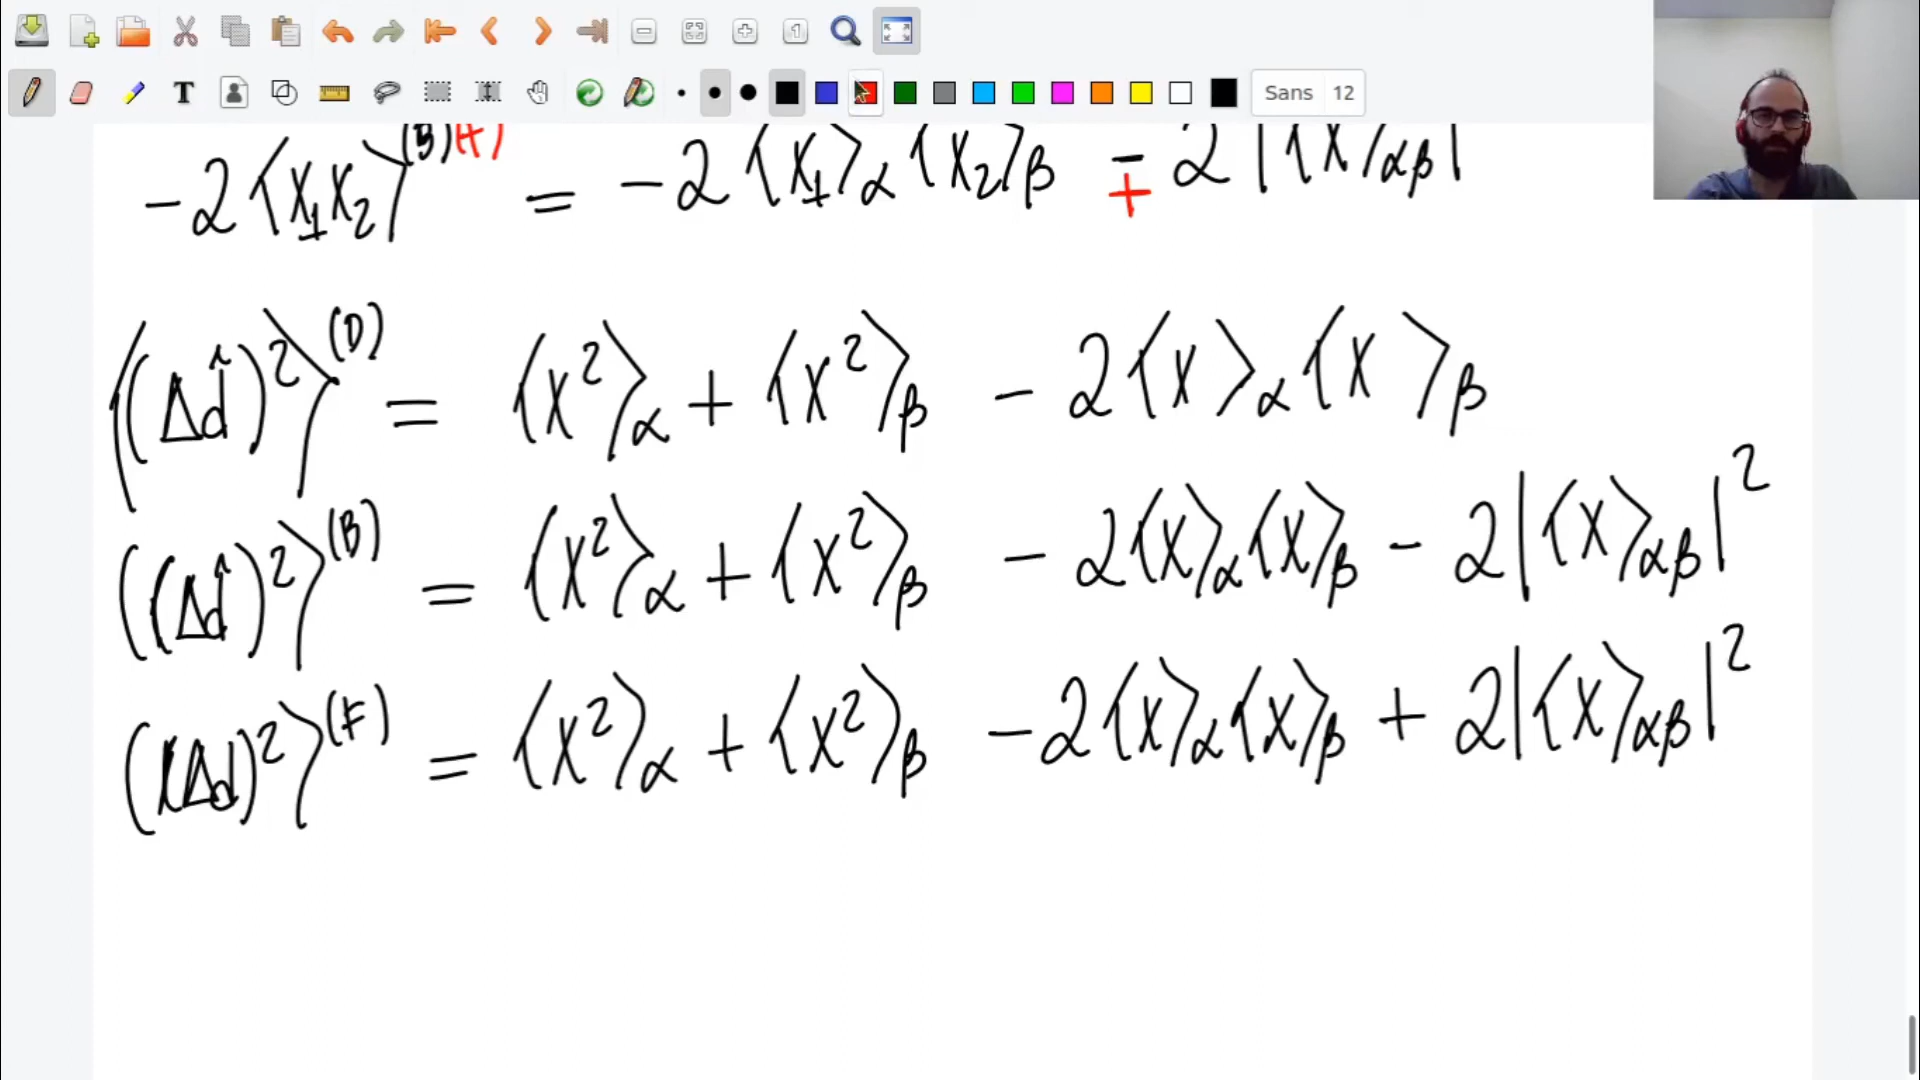 T Sans 12
-2⟨x₁x₂⟩⁽ᴮ⁾⁽ᶠ⁾ = -2⟨x₁⟩_α⟨x₂⟩_β ∓ 2|⟨x⟩_αβ|
⟨(Δd̂)²⟩^(D) = ⟨x²⟩_α + ⟨x²⟩_β - 2⟨x⟩_α⟨x⟩_β
⟨(Δd̂)²⟩^(B) = ⟨x²⟩_α + ⟨x²⟩_β - 2⟨x⟩_α⟨x⟩_β - 2|⟨x⟩_αβ|²
⟨(Δd)²⟩^(F) = ⟨x²⟩_α + ⟨x²⟩_β - 2⟨x⟩_α⟨x⟩_β + 2|⟨x⟩_αβ|²